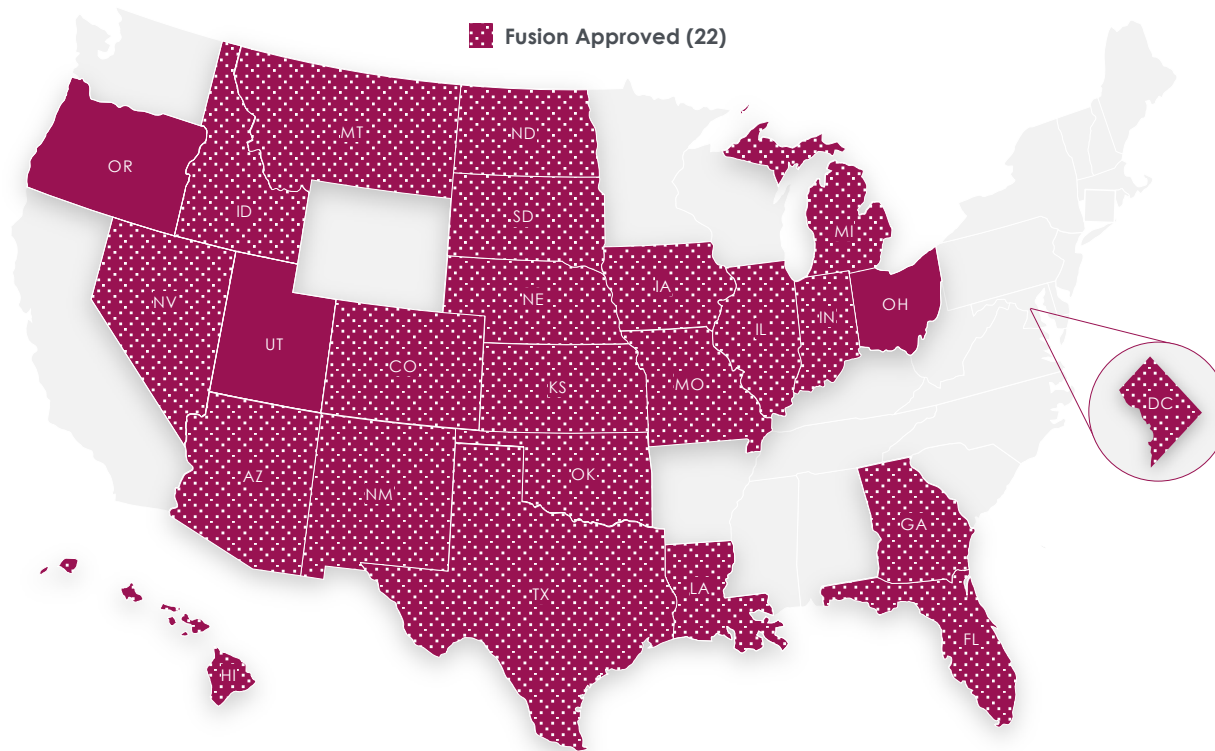 Fusion Approved (22)
MT
ND
OR
ID
SD
MI
IA
NE
NV
IL
IN
OH
UT
CO
KS
MO
DC
AZ
OK
NM
GA
TX
LA
FL
HI